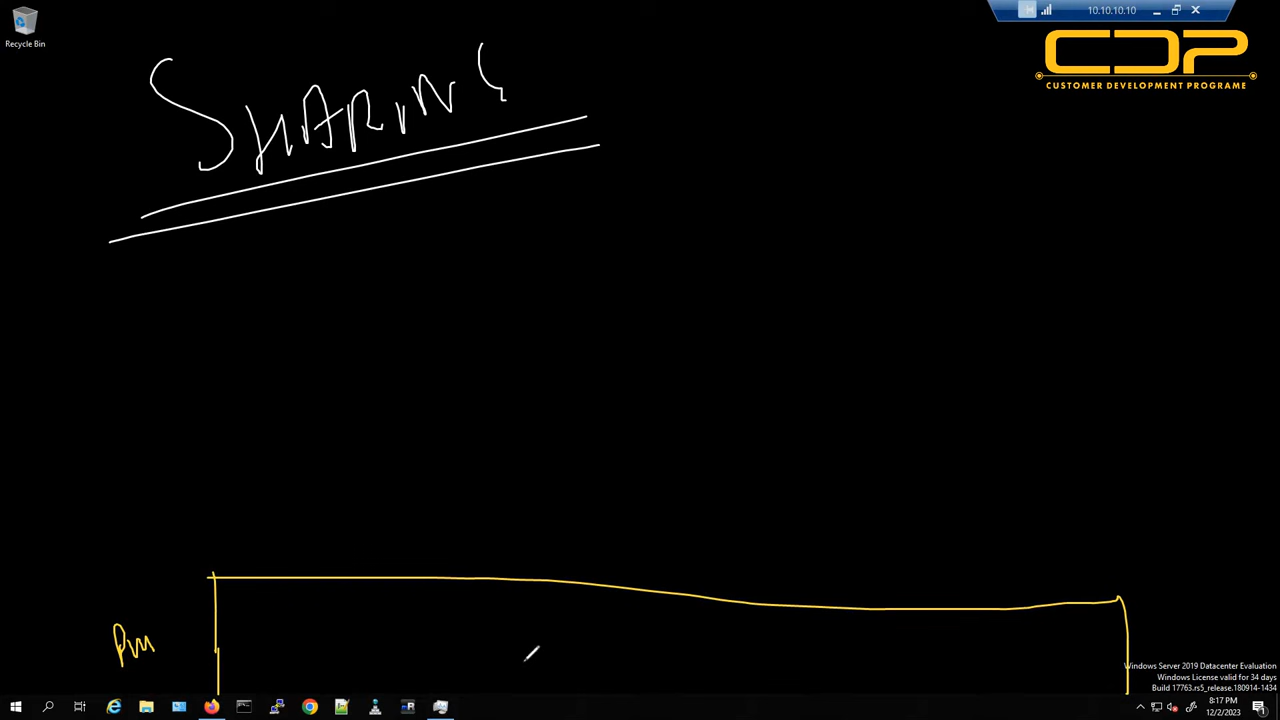 Recycle Bin
10.10.10.10
CDP
CUSTOMER DEVELOPMENT PROGRAME
SHARING
Pm
Windows Server 2019 Datacenter Evaluation
Windows License valid for 34 days
Build 17763.rs5_release.180914-1434
8:17 PM
12/2/2023